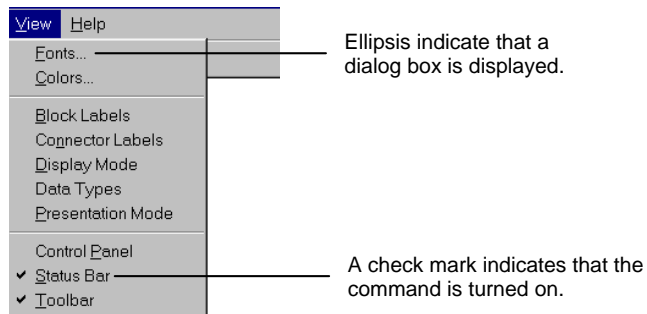 View Help
Fonts...
Colors...
Block Labels
Connector Labels
Display Mode
Data Types
Presentation Mode
Control Panel
✔ Status Bar
✔ Toolbar
Ellipsis indicate that a
dialog box is displayed.
A check mark indicates that the
command is turned on.